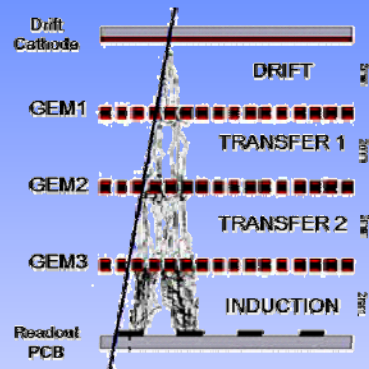 Drift
Cathode
DRIFT
GEM1
TRANSFER 1
GEM2
TRANSFER 2
GEM3
INDUCTION
Readout
PCB